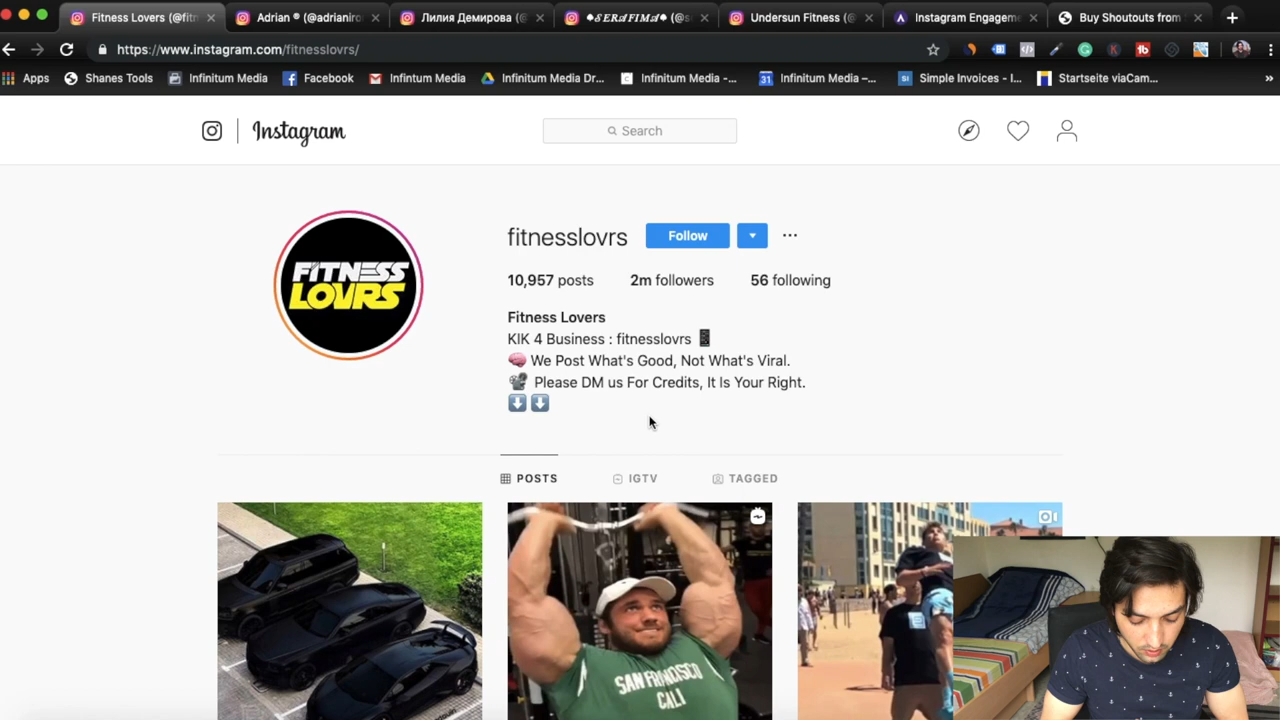 Fitness Lovers (@fitn
Adrian ® (@adrianiro
Лилия Демирова (@
♠𝓢𝓔𝓡𝓐𝓕𝓘𝓜𝓐♠ (@s
Undersun Fitness (@
Instagram Engagem
Buy Shoutouts from
https://www.instagram.com/fitnesslovrs/
Apps
Shanes Tools
Infinitum Media
Facebook
Infintum Media
Infinitum Media Dr...
Infinitum Media -...
Infinitum Media –...
Simple Invoices - I...
Startseite viaCam...
»
Instagram
Search
FITNESS
LOVRS
fitnesslovrs
Follow
10,957 posts 2m followers 56 following
Fitness Lovers
KIK 4 Business : fitnesslovrs 📱
🧠 We Post What's Good, Not What's Viral.
📽 Please DM us For Credits, It Is Your Right.
⬇️ ⬇️
POSTS
IGTV
TAGGED
SAN FRANCISCO
CALI